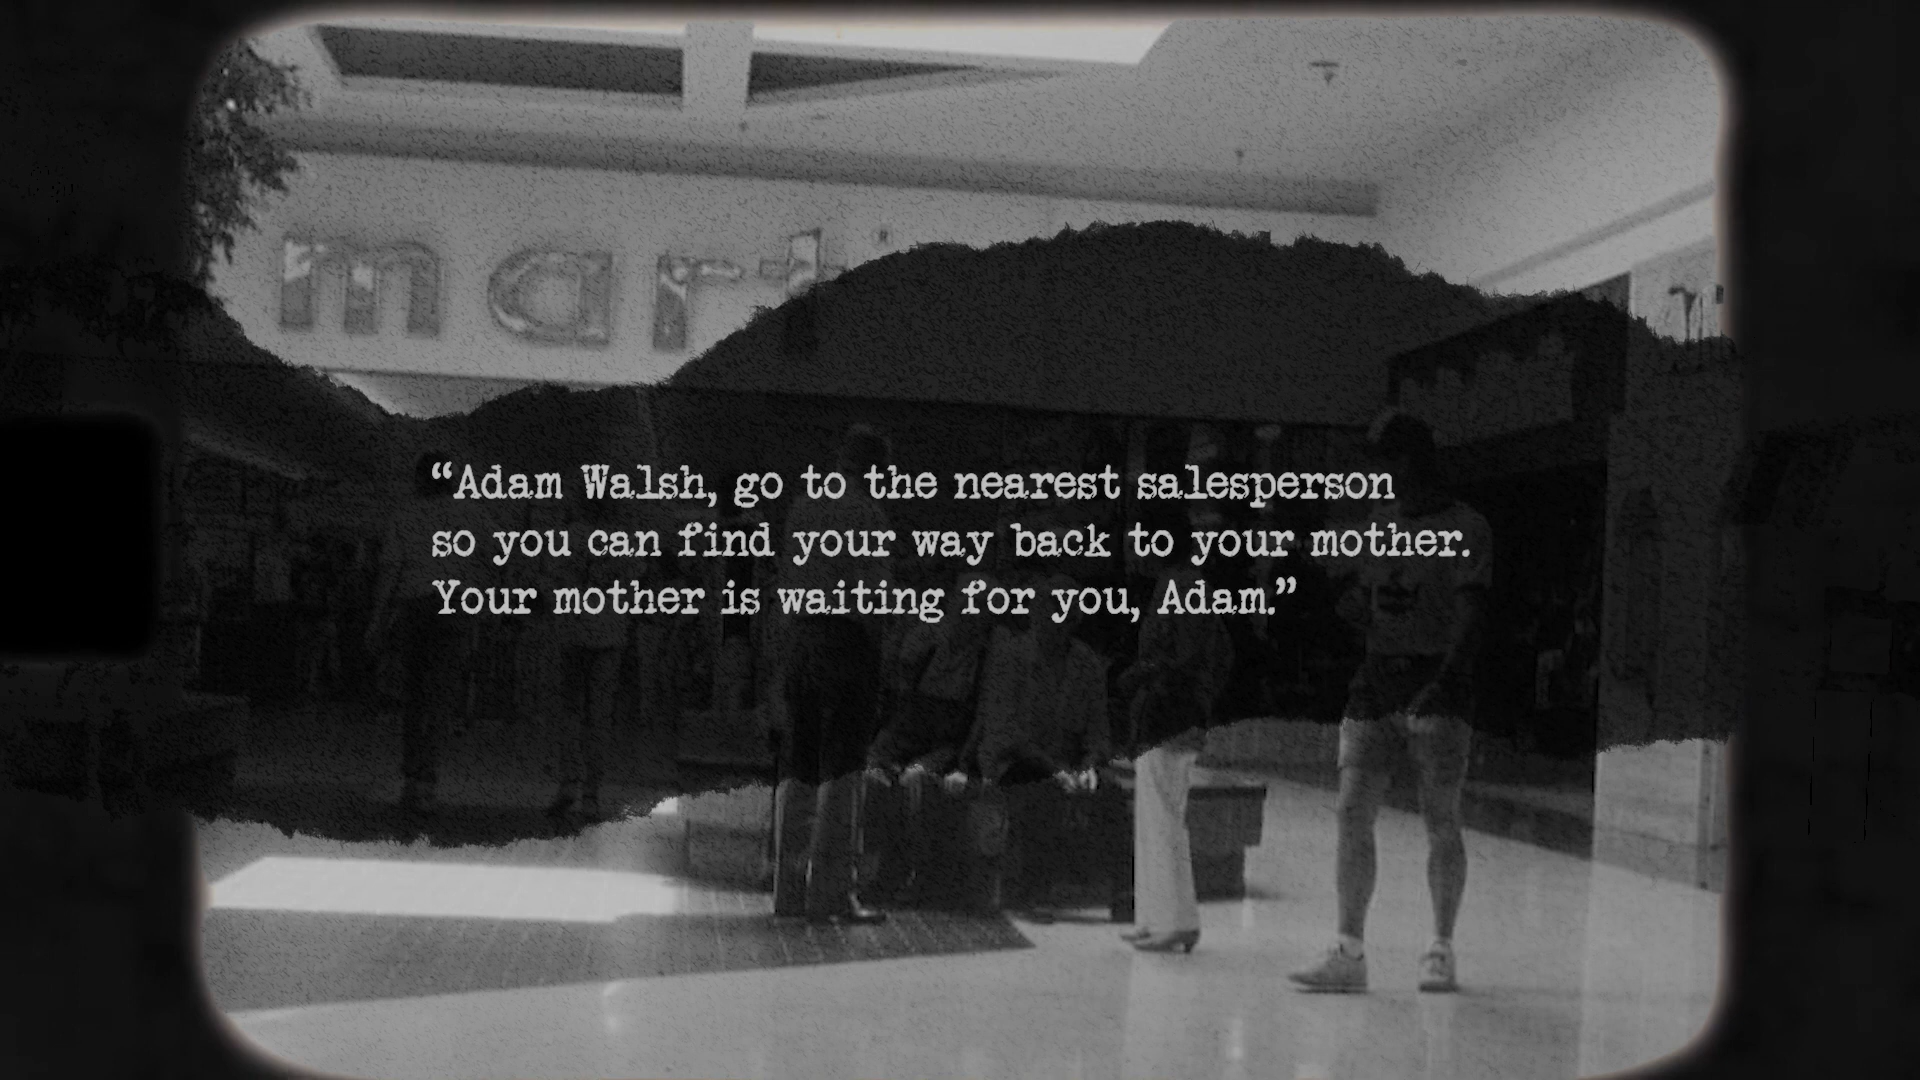 mart
“Adam Walsh, go to the nearest salesperson
so you can find your way back to your mother.
Your mother is waiting for you, Adam.”